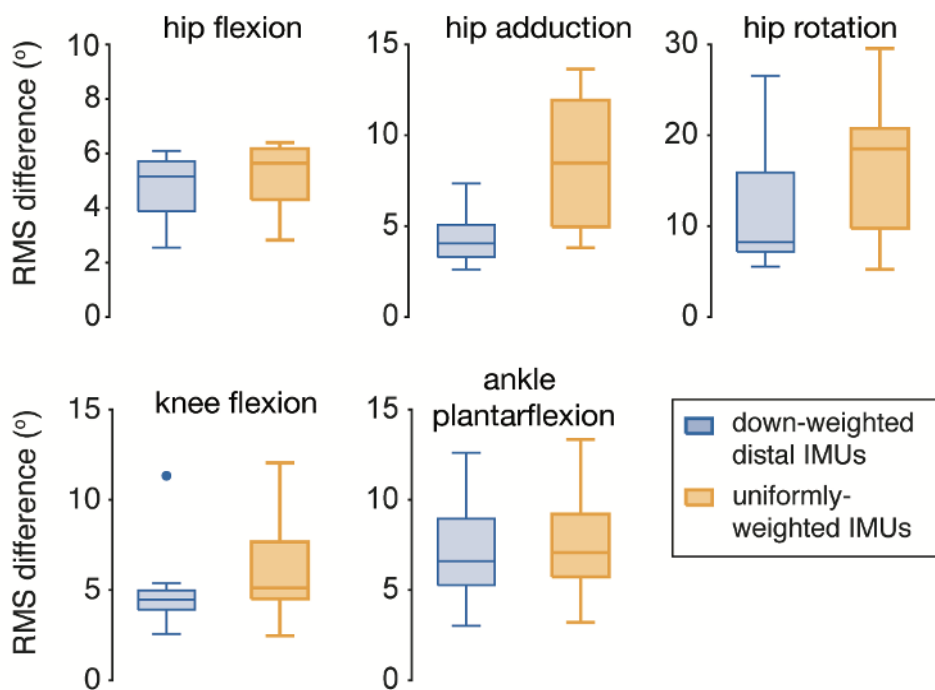 hip flexion
hip adduction
hip rotation
RMS difference (°)
10
8
6
4
2
0
15
10
5
0
30
20
10
0
knee flexion
ankle
plantarflexion
RMS difference (°)
15
10
5
0
15
10
5
0
down-weighted
distal IMUs
uniformly-
weighted IMUs